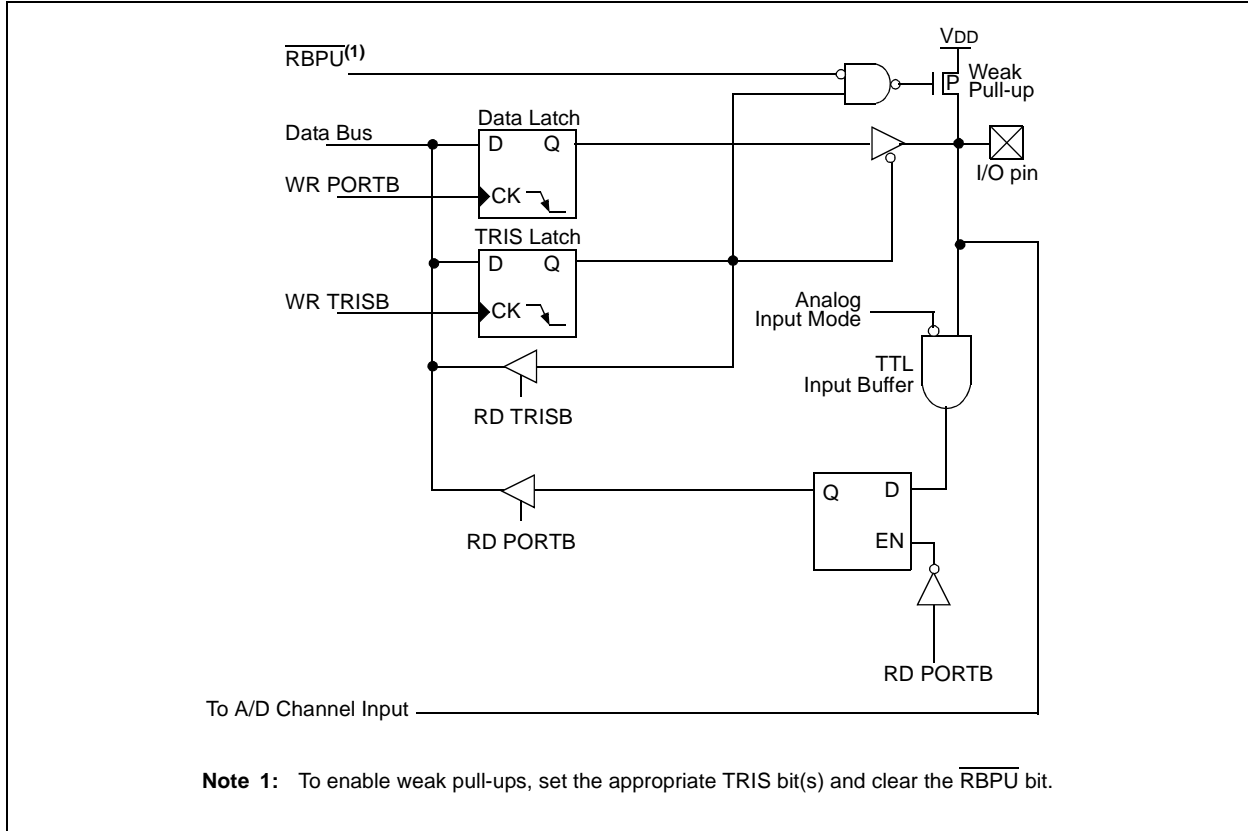 VDD
RBPU(1)
P
Weak
Pull-up
Data Latch
Data Bus
D Q
I/O pin
WR PORTB
CK
TRIS Latch
D Q
WR TRISB
CK
Analog
Input Mode
TTL
Input Buffer
RD TRISB
Q D
RD PORTB
EN
RD PORTB
To A/D Channel Input
Note 1: To enable weak pull-ups, set the appropriate TRIS bit(s) and clear the RBPU bit.